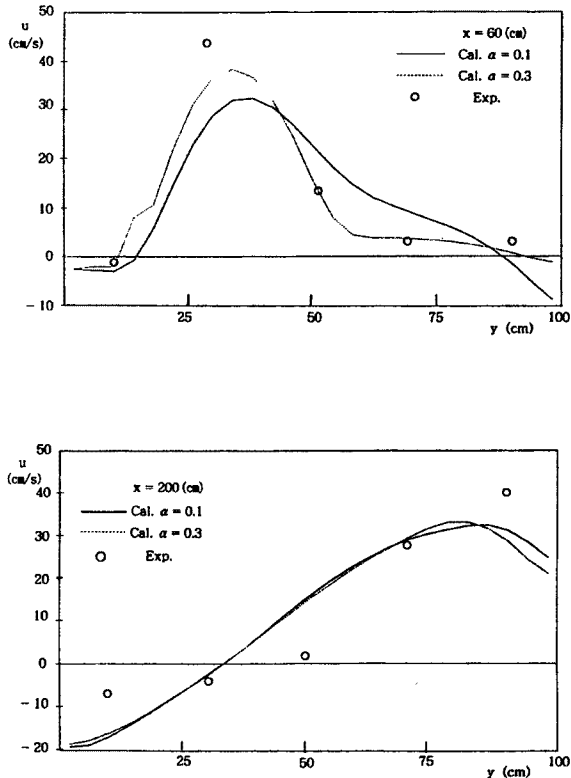 u
(cm/s)
50
40
30
20
10
0
-10
x = 60 (cm)
Cal. α = 0.1
Cal. α = 0.3
Exp.
25
50
75
100
y (cm)
u
(cm/s)
50
40
30
20
10
0
-10
-20
x = 200 (cm)
Cal. α = 0.1
Cal. α = 0.3
Exp.
25
50
75
100
y (cm)